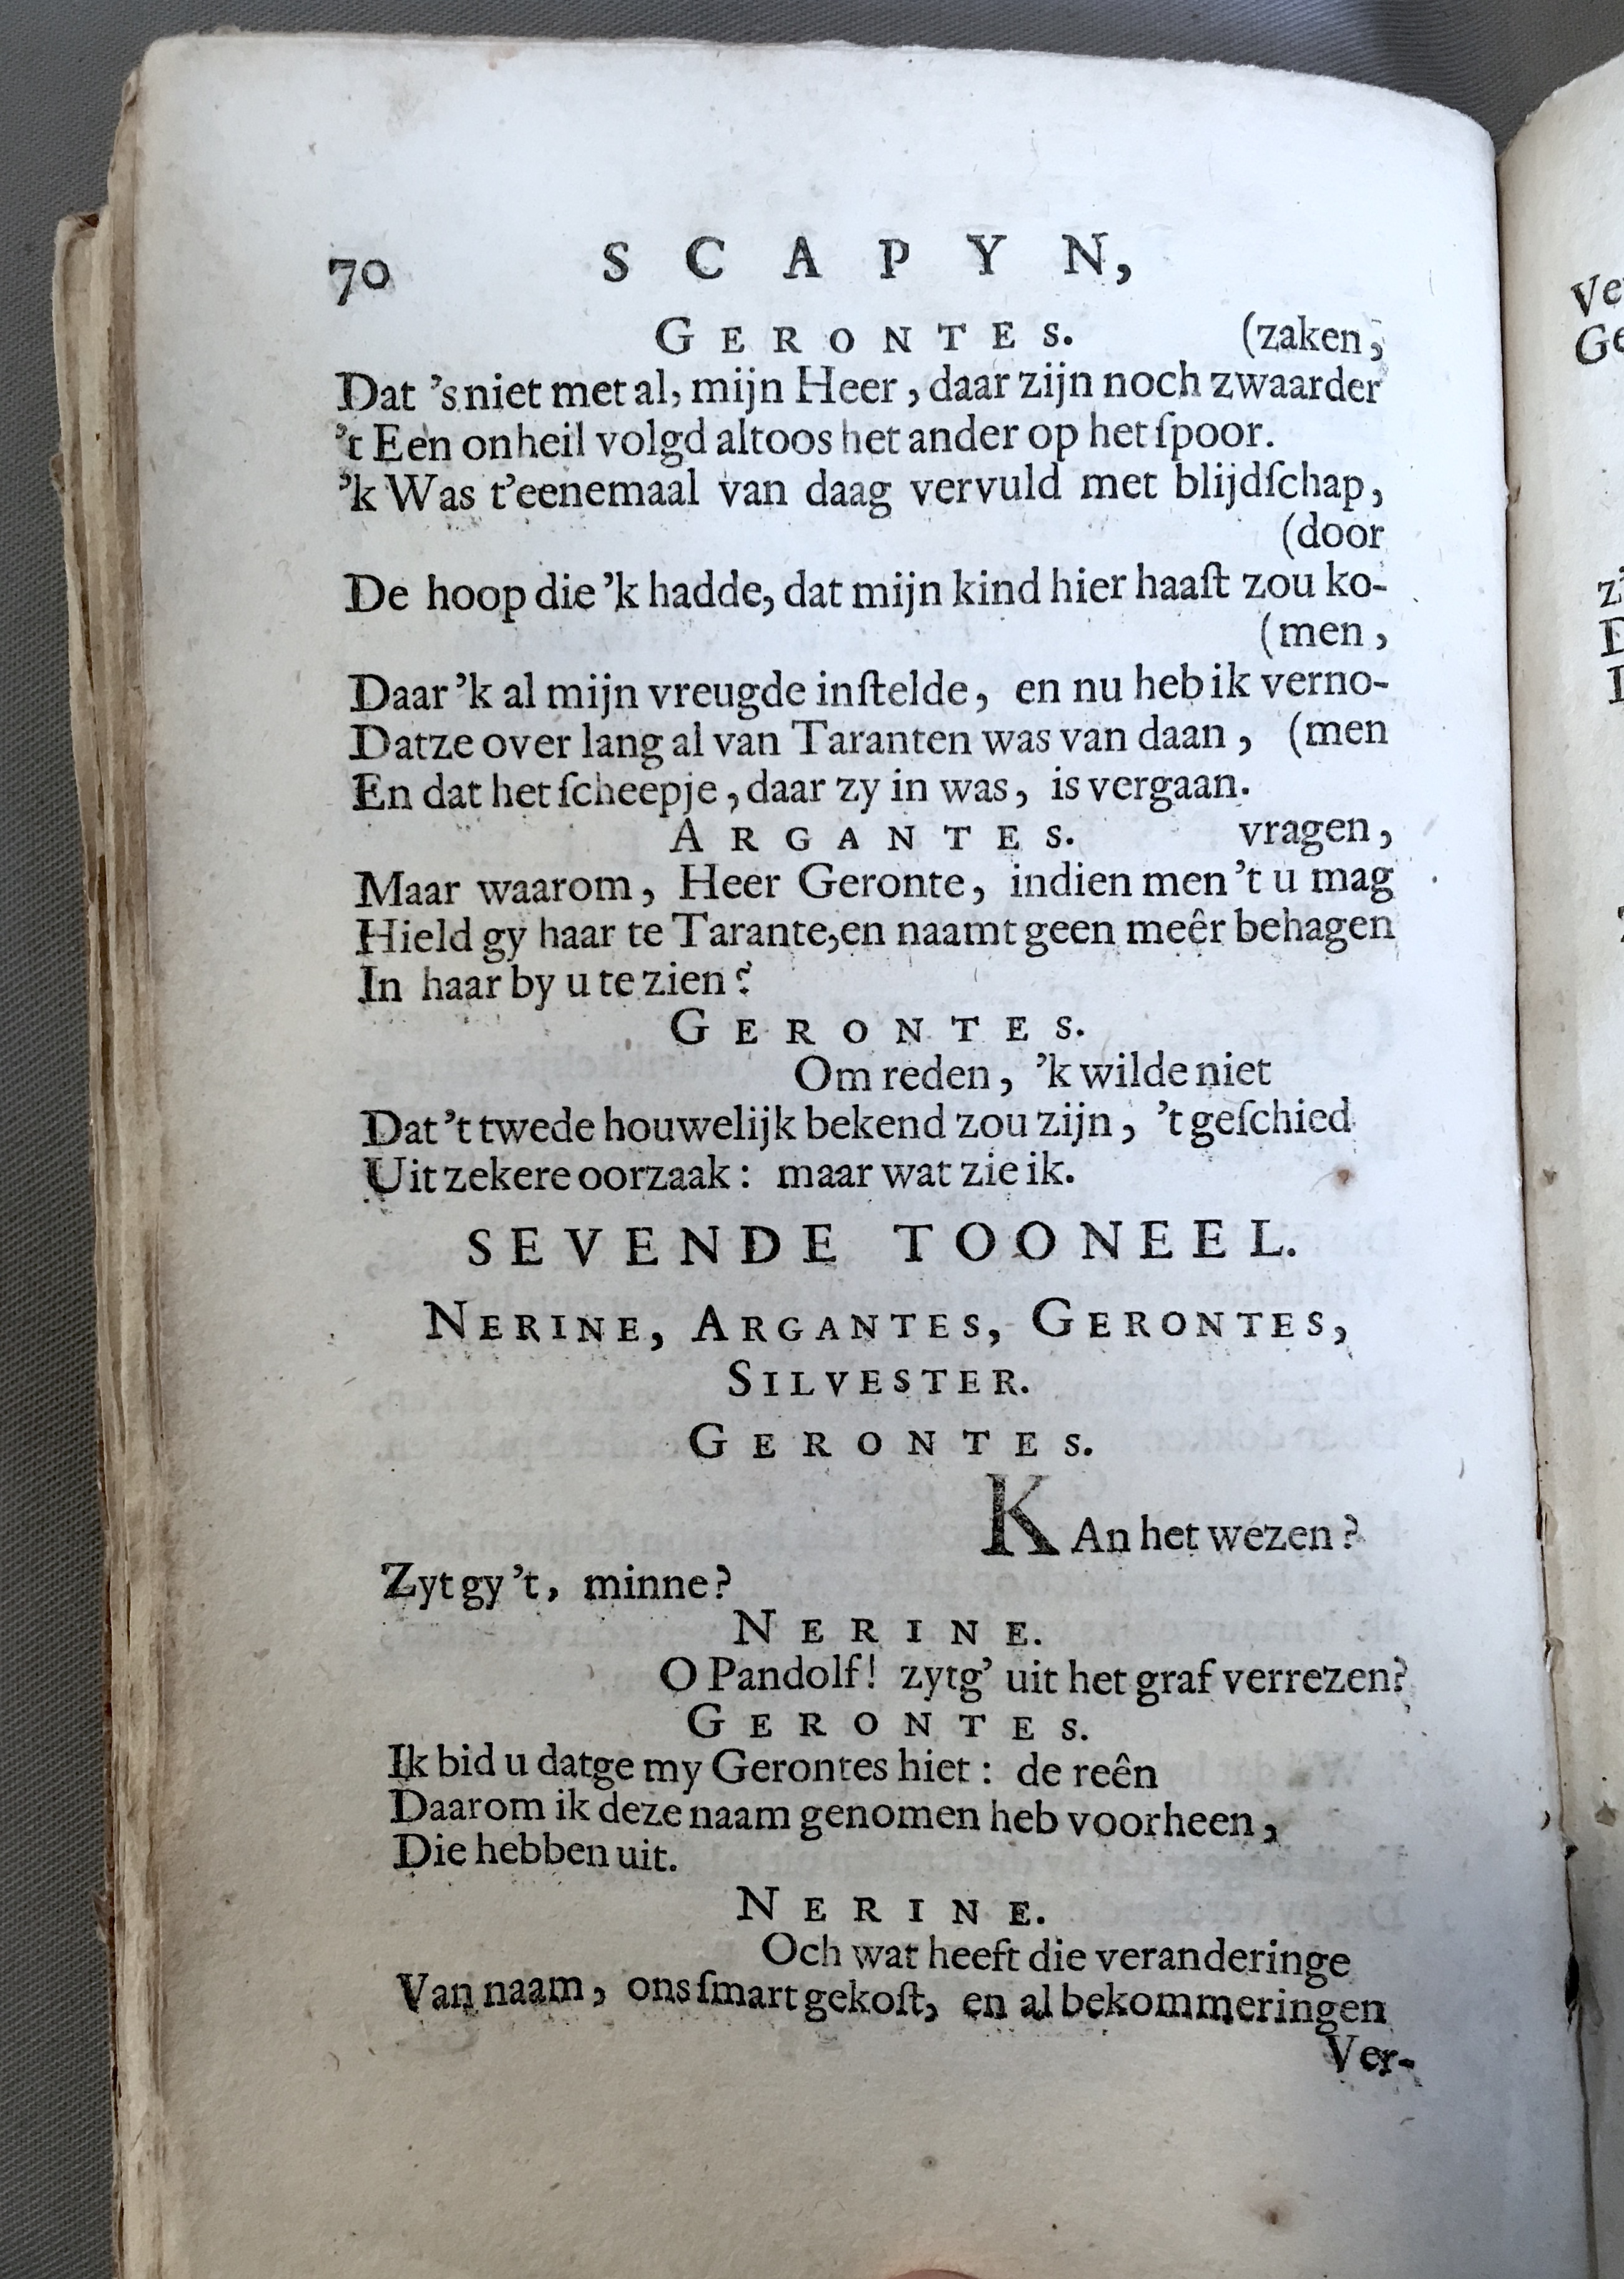 70 SCAPYN,
GERONTES. (zaken,
Dat 's niet met al, mijn Heer, daar zijn noch zwaarder
't Een onheil volgd altoos het ander op het ſpoor.
'k Was t'eenemaal van daag vervuld met blijdſchap,
(door
De hoop die 'k hadde, dat mijn kind hier haaſt zou ko-
(men,
Daar 'k al mijn vreugde inſtelde, en nu heb ik verno-
Datze over lang al van Taranten was van daan, (men
En dat het ſcheepje, daar zy in was, is vergaan.
ARGANTES. vragen,
Maar waarom, Heer Geronte, indien men 't u mag
Hield gy haar te Tarante, en naamt geen meêr behagen
In haar by u te zien?
GERONTES.
Om reden, 'k wilde niet
Dat 't twede houwelijk bekend zou zijn, 't geſchied
Uit zekere oorzaak: maar wat zie ik.
SEVENDE TOONEEL.
NERINE, ARGANTES, GERONTES,
SILVESTER.
GERONTES.
KAn het wezen?
Zyt gy 't, minne?
NERINE.
O Pandolf! zytg' uit het graf verrezen?
GERONTES.
Ik bid u datge my Gerontes hiet: de reên
Daarom ik deze naam genomen heb voorheen,
Die hebben uit.
NERINE.
Och wat heeft die veranderinge
Van naam, ons ſmart gekoſt, en al bekommeringen
Ver-